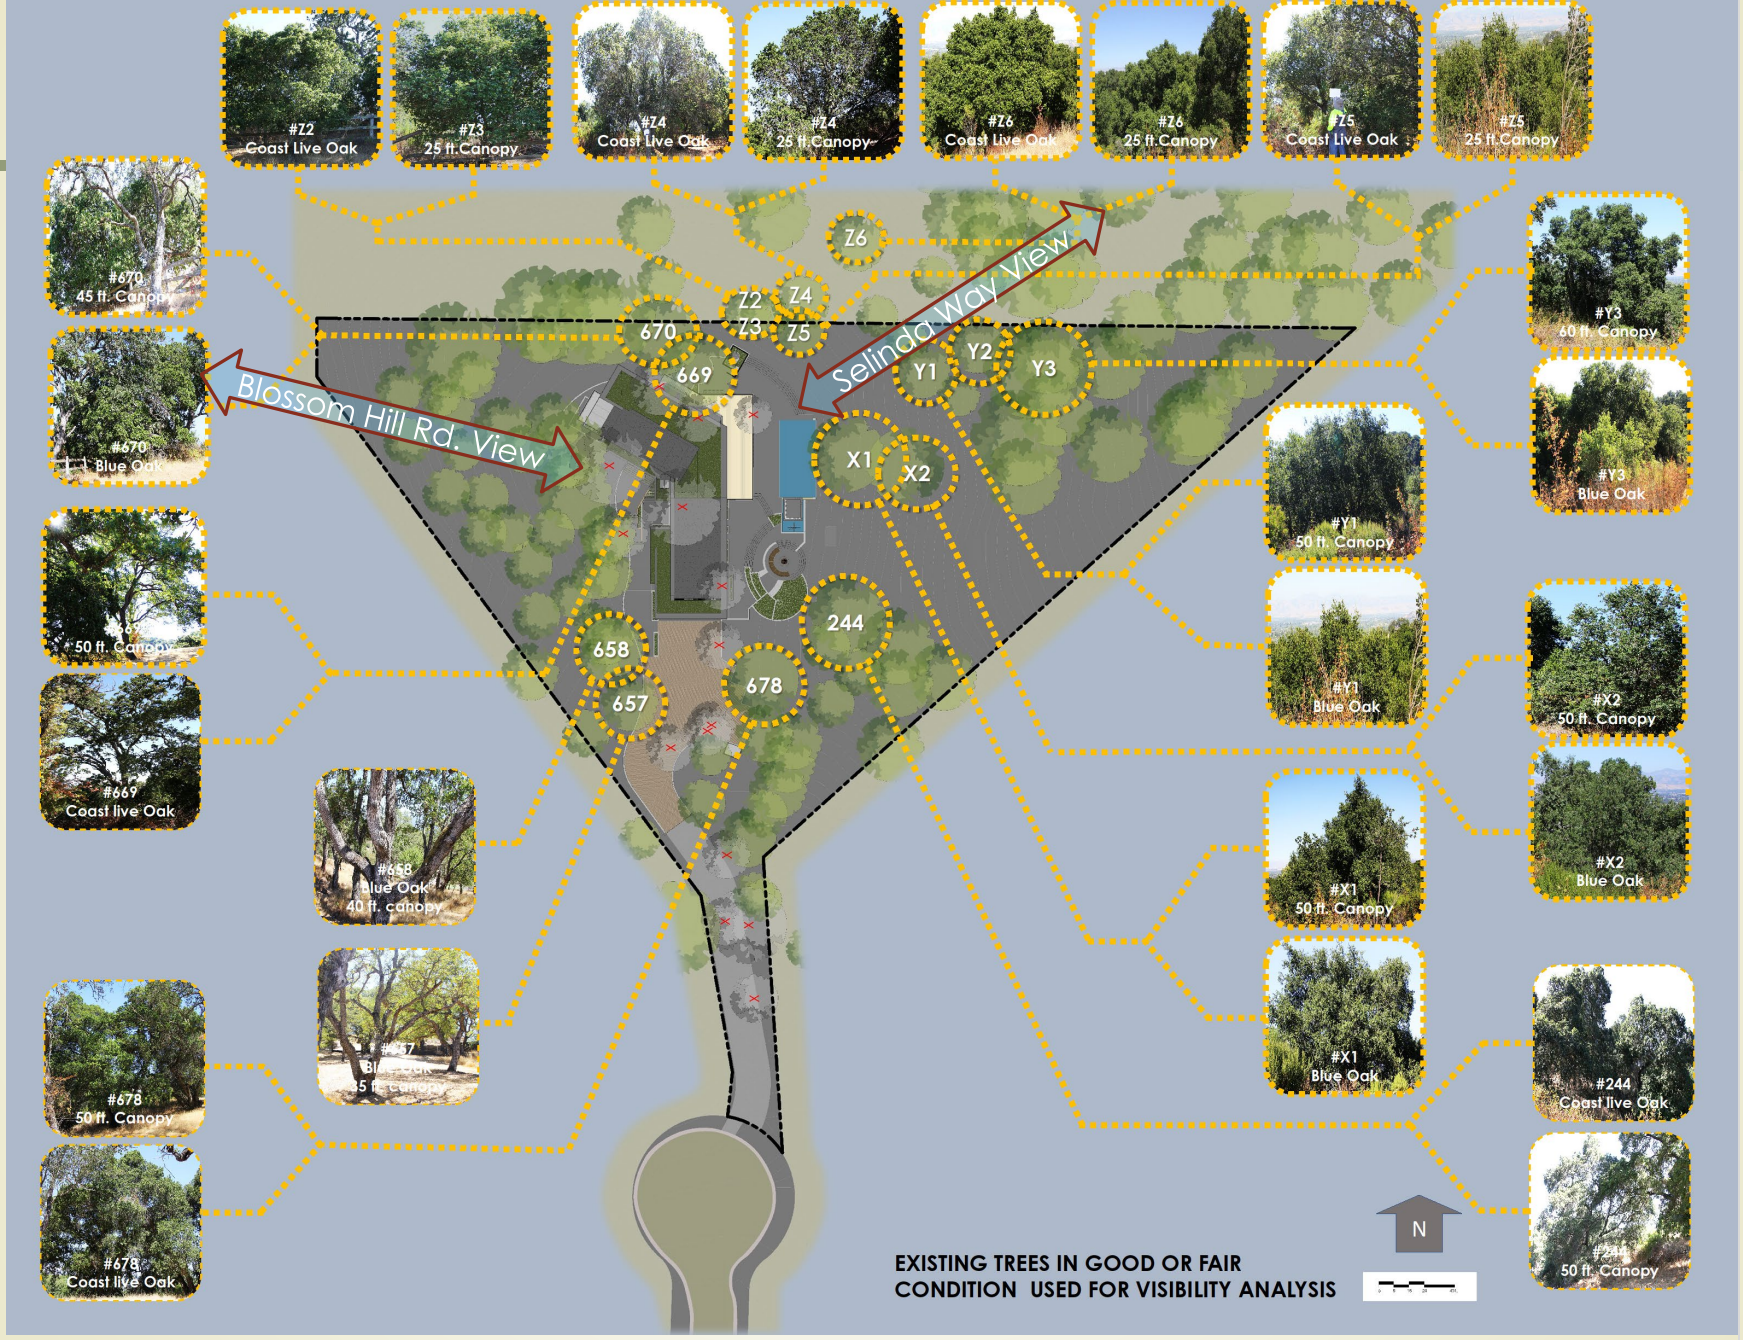 #Z2
Coast Live Oak
#Z3
25 ft.Canopy
#Z4
Coast Live Oak
#Z4
25 ft.Canopy
#Z6
Coast Live Oak
#Z6
25 ft.Canopy
#Z5
Coast Live Oak
#Z5
25 ft.Canopy
#670
45 ft. Canopy
#670
Blue Oak
50 ft. Canopy
#669
Coast live Oak
#658
Blue Oak
40 ft. canopy
Blue Oak
35 ft. canopy
#678
50 ft. Canopy
#678
Coast live Oak
Blossom Hill Rd. View
Selinda Way View
Z6
Z2
Z4
Z3
Z5
670
669
Y1
Y2
Y3
X1
X2
658
657
244
678
#Y3
60 ft. Canopy
#Y3
Blue Oak
#Y1
50 ft. Canopy
#Y1
Blue Oak
#X2
50 ft. Canopy
#X2
Blue Oak
#X1
50 ft. Canopy
#X1
Blue Oak
#244
Coast live Oak
#244
50 ft. Canopy
N
EXISTING TREES IN GOOD OR FAIR
CONDITION USED FOR VISIBILITY ANALYSIS